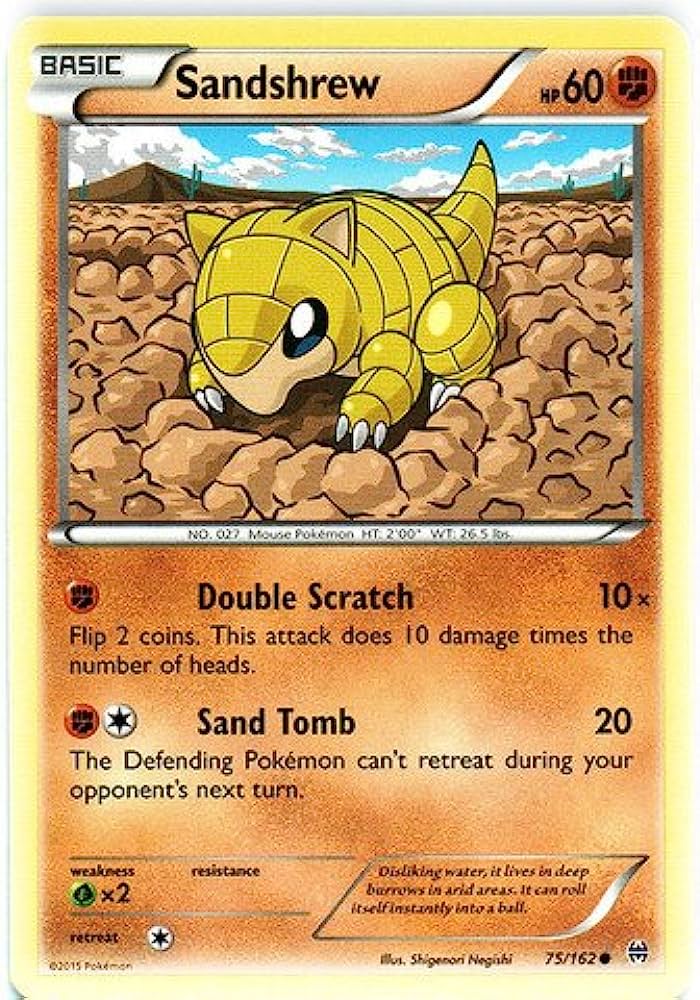 BASIC
Sandshrew
HP60
NO. 027 Mouse Pokémon HT: 2'00" WT: 26.5 lbs.
Double Scratch 10×
Flip 2 coins. This attack does 10 damage times the
number of heads.
Sand Tomb 20
The Defending Pokémon can't retreat during your
opponent's next turn.
weakness resistance
×2
retreat
Disliking water, it lives in deep
burrows in arid areas. It can roll
itself instantly into a ball.
©2015 Pokémon
Illus. Shigenori Negishi
75/162